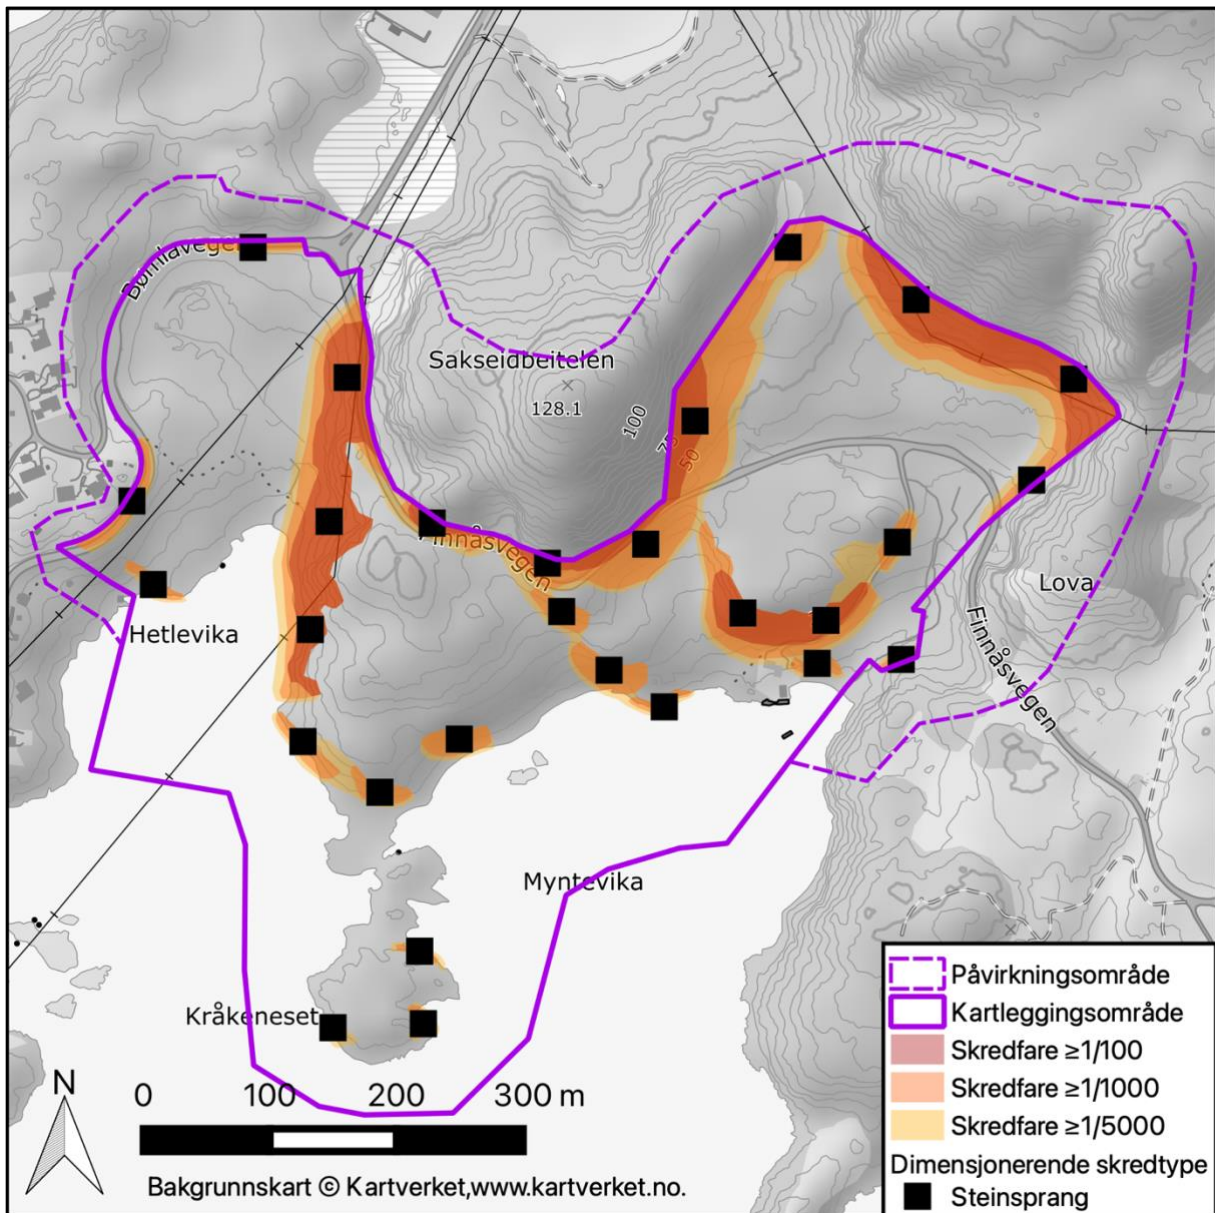 Bømlavegen
Sakseidbeitelen
128.1
100
75
50
Finnåsvegen
Lova
Finnåsvegen
Hetlevika
Myntevika
Kråkeneset
N
0 100 200 300 m
Bakgrunnskart © Kartverket,www.kartverket.no.
Påvirkningsområde
Kartleggingsområde
Skredfare ≥1/100
Skredfare ≥1/1000
Skredfare ≥1/5000
Dimensjonerende skredtype
Steinsprang